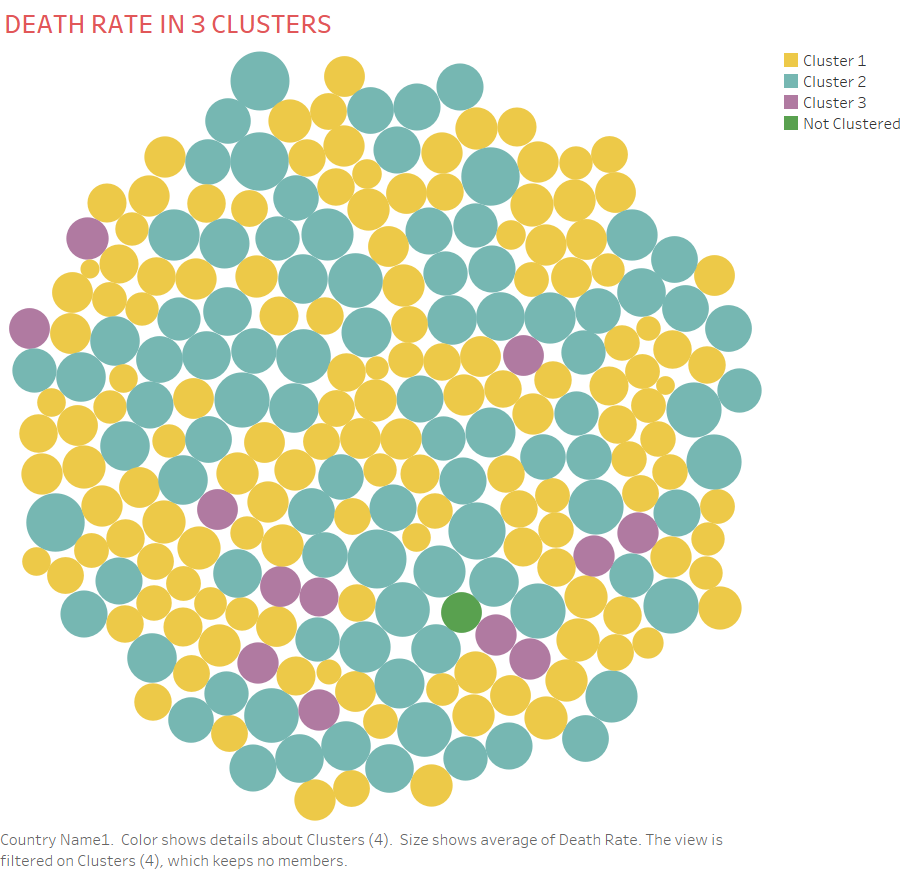 DEATH RATE IN 3 CLUSTERS
Cluster 1
Cluster 2
Cluster 3
Not Clustered
Country Name1.  Color shows details about Clusters (4).  Size shows average of Death Rate. The view is
filtered on Clusters (4), which keeps no members.